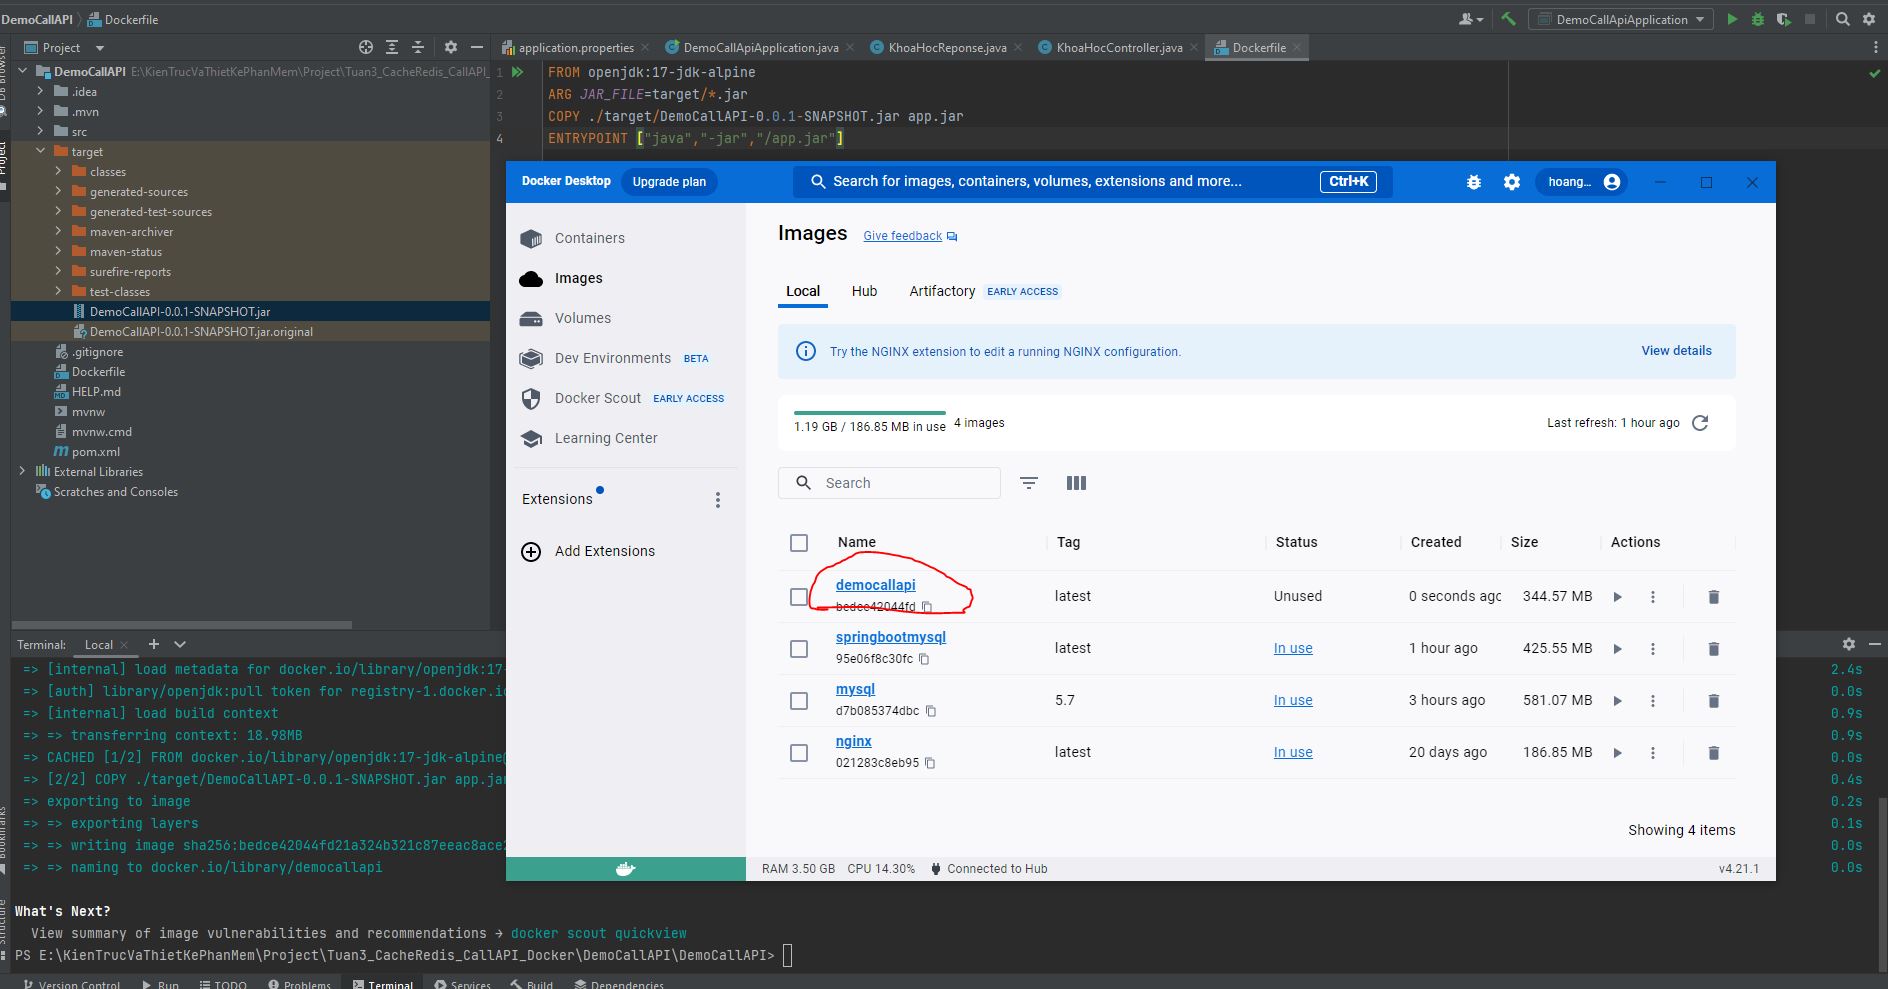 DemoCallAPI Dockerfile
DemoCallApiApplication
Project
application.properties DemoCallApiApplication.java KhoaHocReponse.java KhoaHocController.java Dockerfile
DemoCallAPI E:\KienTrucVaThietKePhanMem\Project\Tuan3_CacheRedis_CallAPI_
.idea
.mvn
src
target
classes
generated-sources
generated-test-sources
maven-archiver
maven-status
surefire-reports
test-classes
DemoCallAPI-0.0.1-SNAPSHOT.jar
DemoCallAPI-0.0.1-SNAPSHOT.jar.original
.gitignore
Dockerfile
HELP.md
mvnw
mvnw.cmd
pom.xml
External Libraries
Scratches and Consoles
1 FROM openjdk:17-jdk-alpine
2 ARG JAR_FILE=target/*.jar
3 COPY ./target/DemoCallAPI-0.0.1-SNAPSHOT.jar app.jar
4 ENTRYPOINT ["java","-jar","/app.jar"]
Docker Desktop Upgrade plan Search for images, containers, volumes, extensions and more... Ctrl+K hoang...
Containers
Images
Volumes
Dev Environments BETA
Docker Scout EARLY ACCESS
Learning Center
Extensions
Add Extensions
Images Give feedback
Local Hub Artifactory EARLY ACCESS
Try the NGINX extension to edit a running NGINX configuration. View details
1.19 GB / 186.85 MB in use 4 images Last refresh: 1 hour ago
Search
Name Tag Status Created Size Actions
democallapi latest Unused 0 seconds agc 344.57 MB
bedce42044fd
springbootmysql latest In use 1 hour ago 425.55 MB
95e06f8c30fc
mysql 5.7 In use 3 hours ago 581.07 MB
d7b085374dbc
nginx latest In use 20 days ago 186.85 MB
021283c8eb95
Showing 4 items
RAM 3.50 GB CPU 14.30% Connected to Hub v4.21.1
Terminal: Local
=> [internal] load metadata for docker.io/library/openjdk:17- 2.4s
=> [auth] library/openjdk:pull token for registry-1.docker.io 0.0s
=> [internal] load build context 0.9s
=> => transferring context: 18.98MB 0.9s
=> CACHED [1/2] FROM docker.io/library/openjdk:17-jdk-alpine@ 0.0s
=> [2/2] COPY ./target/DemoCallAPI-0.0.1-SNAPSHOT.jar app.jar 0.4s
=> exporting to image 0.2s
=> => exporting layers 0.1s
=> => writing image sha256:bedce42044fd21a324b321c87eeac8ace2 0.0s
=> => naming to docker.io/library/democallapi 0.0s
What's Next?
View summary of image vulnerabilities and recommendations → docker scout quickview
PS E:\KienTrucVaThietKePhanMem\Project\Tuan3_CacheRedis_CallAPI_Docker\DemoCallAPI\DemoCallAPI>
Version Control Run TODO Problems Terminal Services Build Dependencies
Project
Bookmarks
Structure